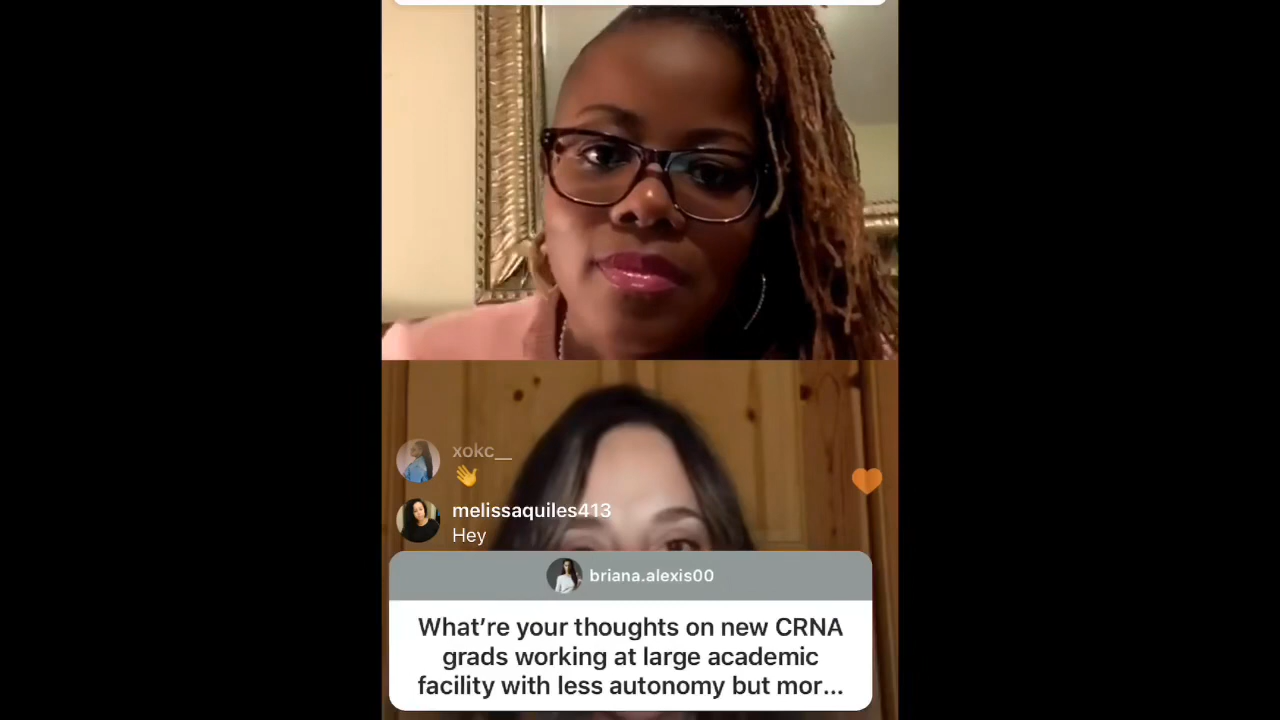 xokc__
👋
melissaquiles413
Hey
briana.alexis00
What're your thoughts on new CRNA
grads working at large academic
facility with less autonomy but mor...